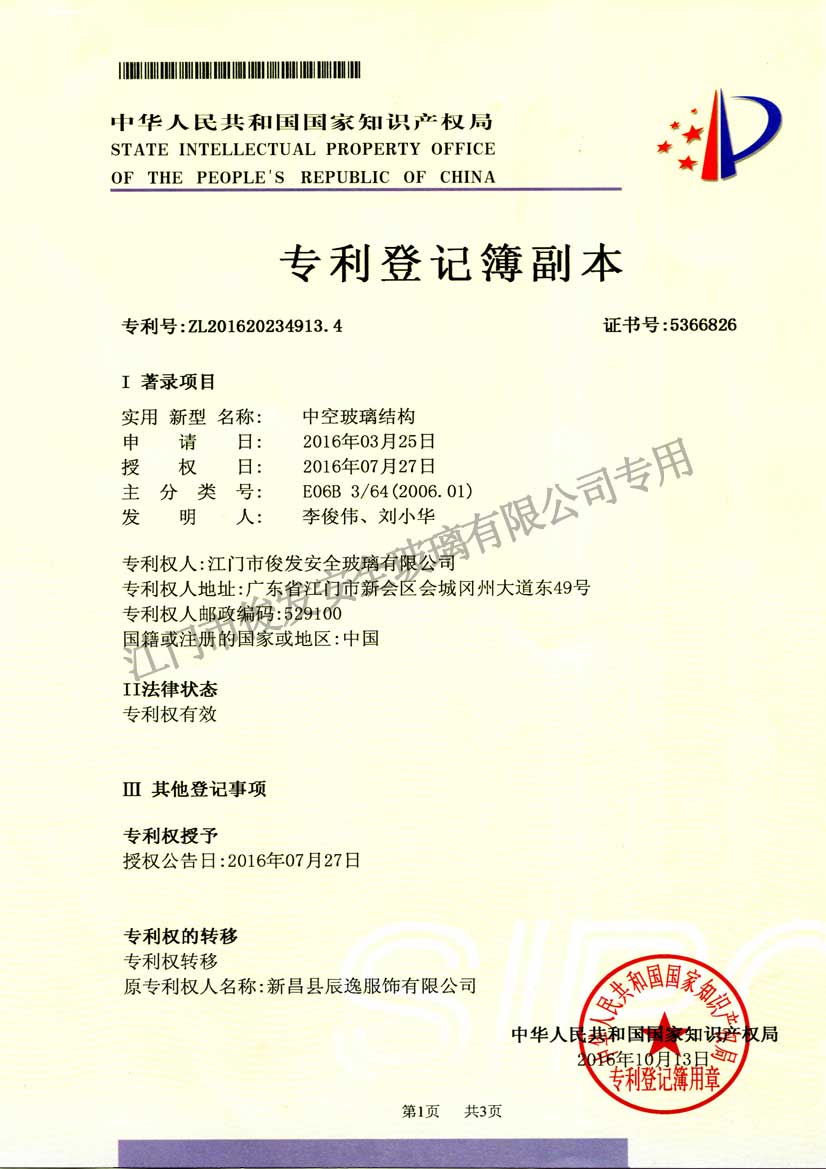 中华人民共和国国家知识产权局
STATE INTELLECTUAL PROPERTY OFFICE
OF THE PEOPLE'S REPUBLIC OF CHINA
专利登记簿副本
专利号:ZL201620234913.4 证书号:5366826
I 著录项目
实用 新型 名称: 中空玻璃结构
申 请 日: 2016年03月25日
授 权 日: 2016年07月27日
主 分 类 号: E06B 3/64(2006.01)
发 明 人: 李俊伟、刘小华
专利权人:江门市俊发安全玻璃有限公司
专利权人地址:广东省江门市新会区会城冈州大道东49号
专利权人邮政编码:529100
国籍或注册的国家或地区:中国
江门市俊发安全玻璃有限公司专用
II法律状态
专利权有效
III 其他登记事项
专利权授予
授权公告日:2016年07月27日
专利权的转移
专利权转移
原专利权人名称:新昌县辰逸服饰有限公司
SIPO
中华人民共和国国家知识产权局
2016年10月13日
中华人民共和国国家知识产权局
专利登记簿用章
第1页 共3页